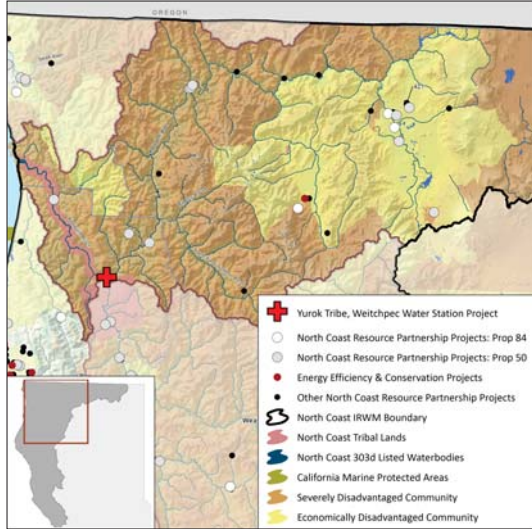 OREGON
Yurok Tribe, Weitchpec Water Station Project
North Coast Resource Partnership Projects: Prop 84
North Coast Resource Partnership Projects: Prop 50
Energy Efficiency & Conservation Projects
Other North Coast Resource Partnership Projects
North Coast IRWM Boundary
North Coast Tribal Lands
North Coast 303d Listed Waterbodies
California Marine Protected Areas
Severely Disadvantaged Community
Economically Disadvantaged Community